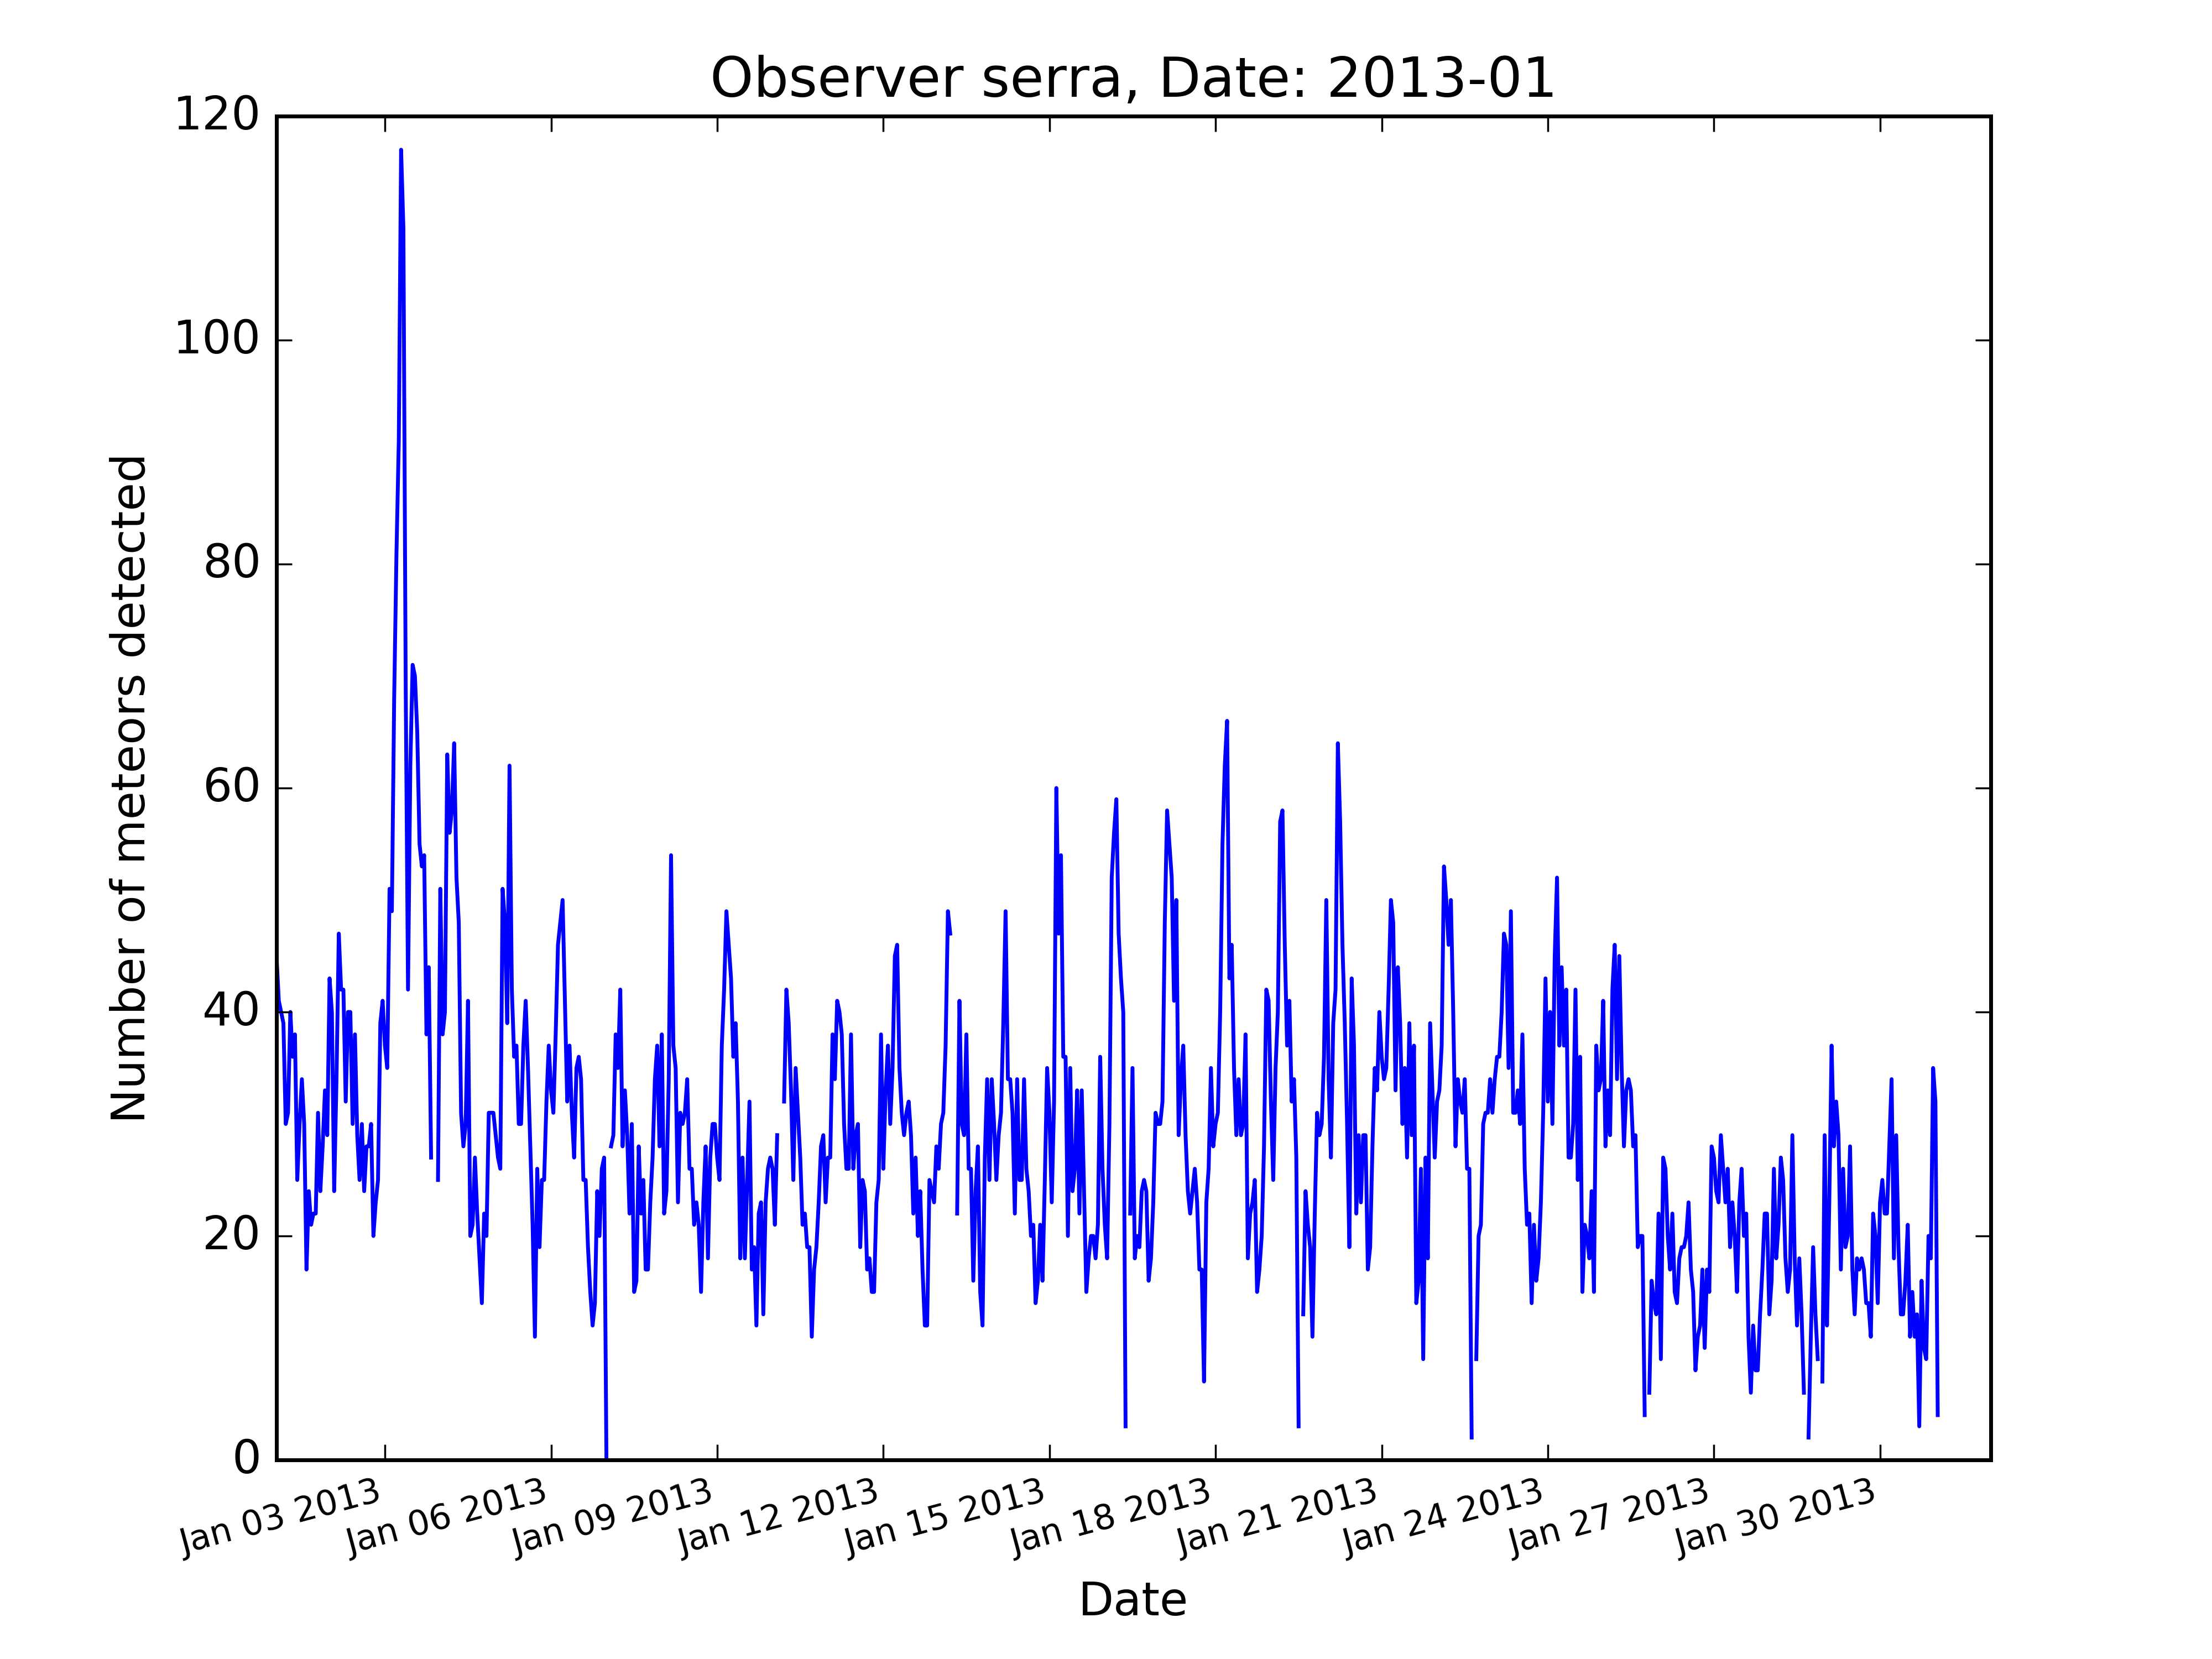 Observer serra, Date: 2013-01
120
100
80
60
40
20
0
Number of meteors detected
Jan 03 2013
Jan 06 2013
Jan 09 2013
Jan 12 2013
Jan 15 2013
Jan 18 2013
Jan 21 2013
Jan 24 2013
Jan 27 2013
Jan 30 2013
Date